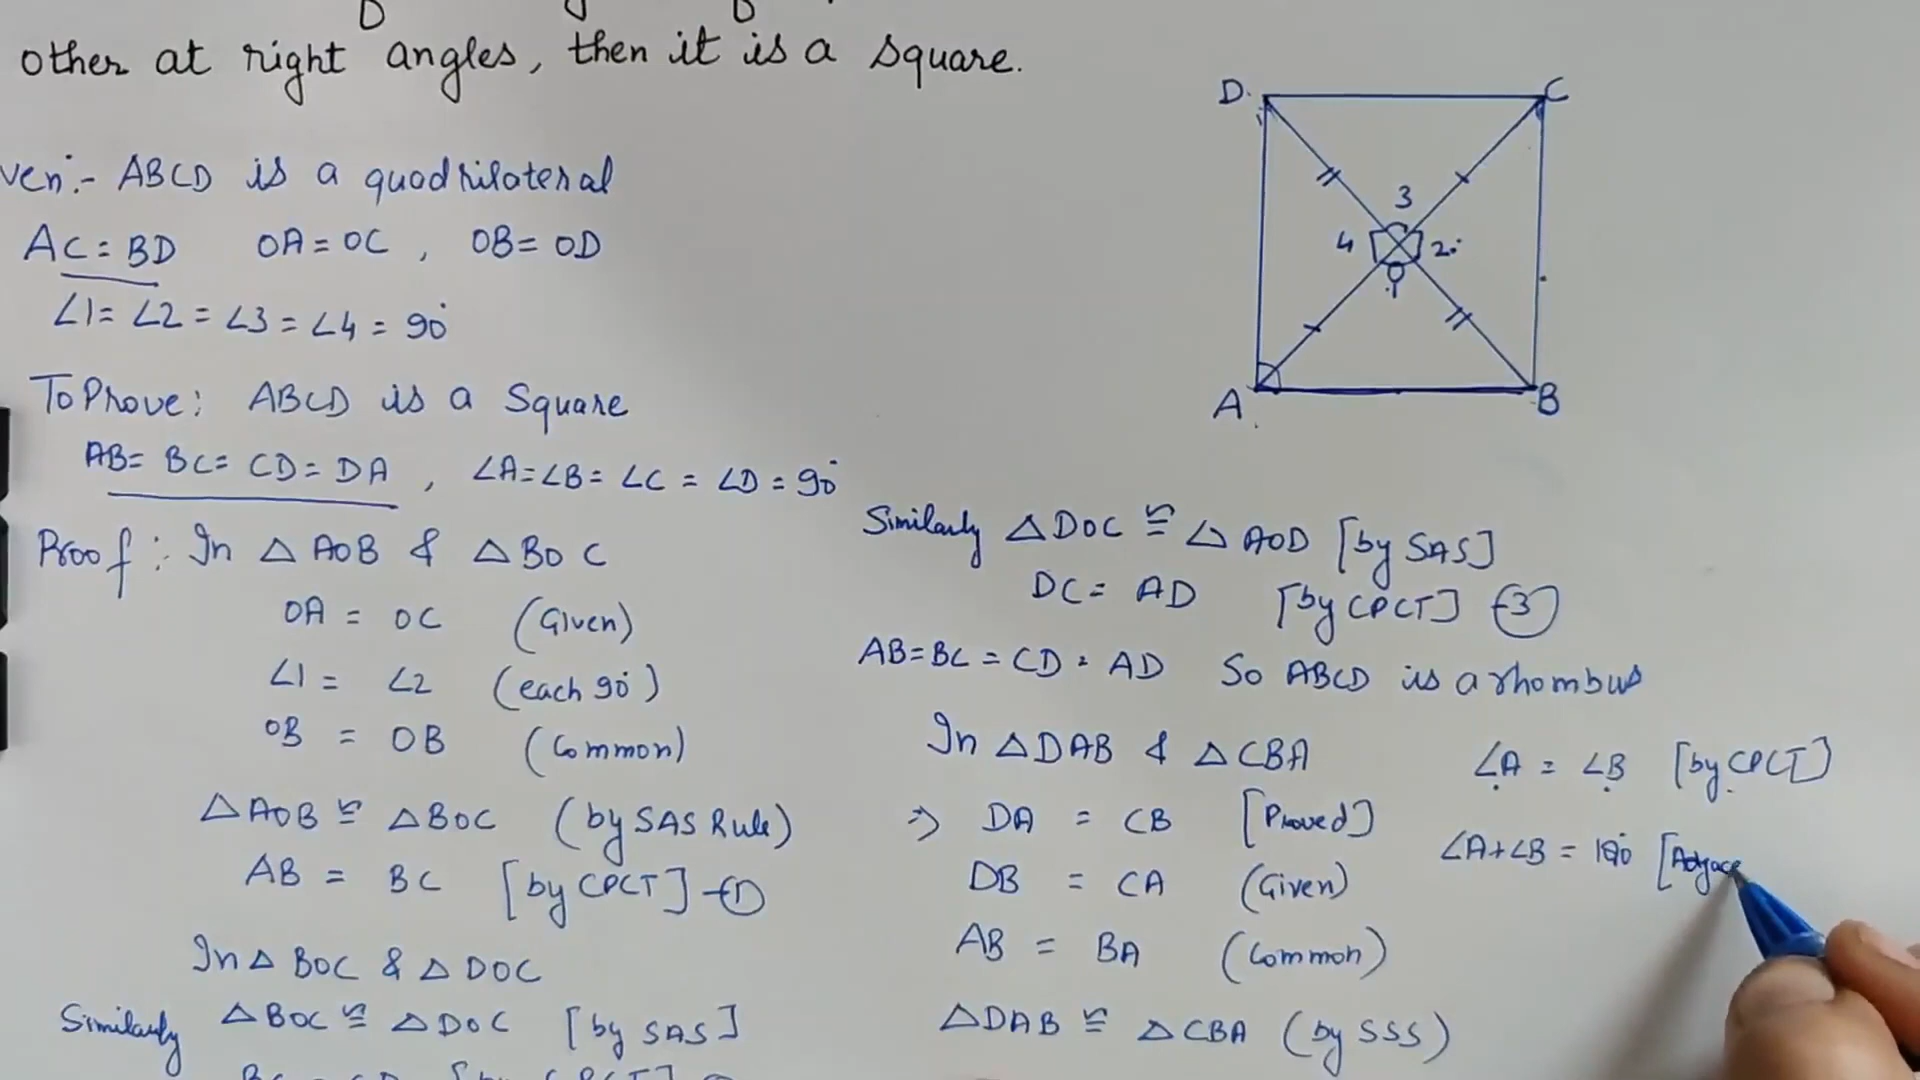 other at right angles, then it is a square.
ven:- ABCD is a quadrilateral
AC = BD OA = OC , OB = OD
∠1 = ∠2 = ∠3 = ∠4 = 90°
To Prove: ABCD is a Square
AB = BC = CD = DA , ∠A = ∠B = ∠C = ∠D = 90°
Proof: In △ AOB & △ BOC
OA = OC (Given)
∠1 = ∠2 (each 90°)
OB = OB (Common)
△AOB ≅ △BOC (by SAS Rule)
AB = BC [by CPCT] -①
In △ BOC & △ DOC
Similarly △BOC ≅ △DOC [by SAS]
D C
3
4 2
O
1
A B
Similarly △DOC ≅ △AOD [by SAS]
DC = AD [by CPCT] -③
AB = BC = CD = AD So ABCD is a rhombus
In △DAB & △CBA
⇒ DA = CB [Proved]
DB = CA (Given)
AB = BA (Common)
△DAB ≅ △CBA (by SSS)
∠A = ∠B [by CPCT]
∠A + ∠B = 180° [Adjace